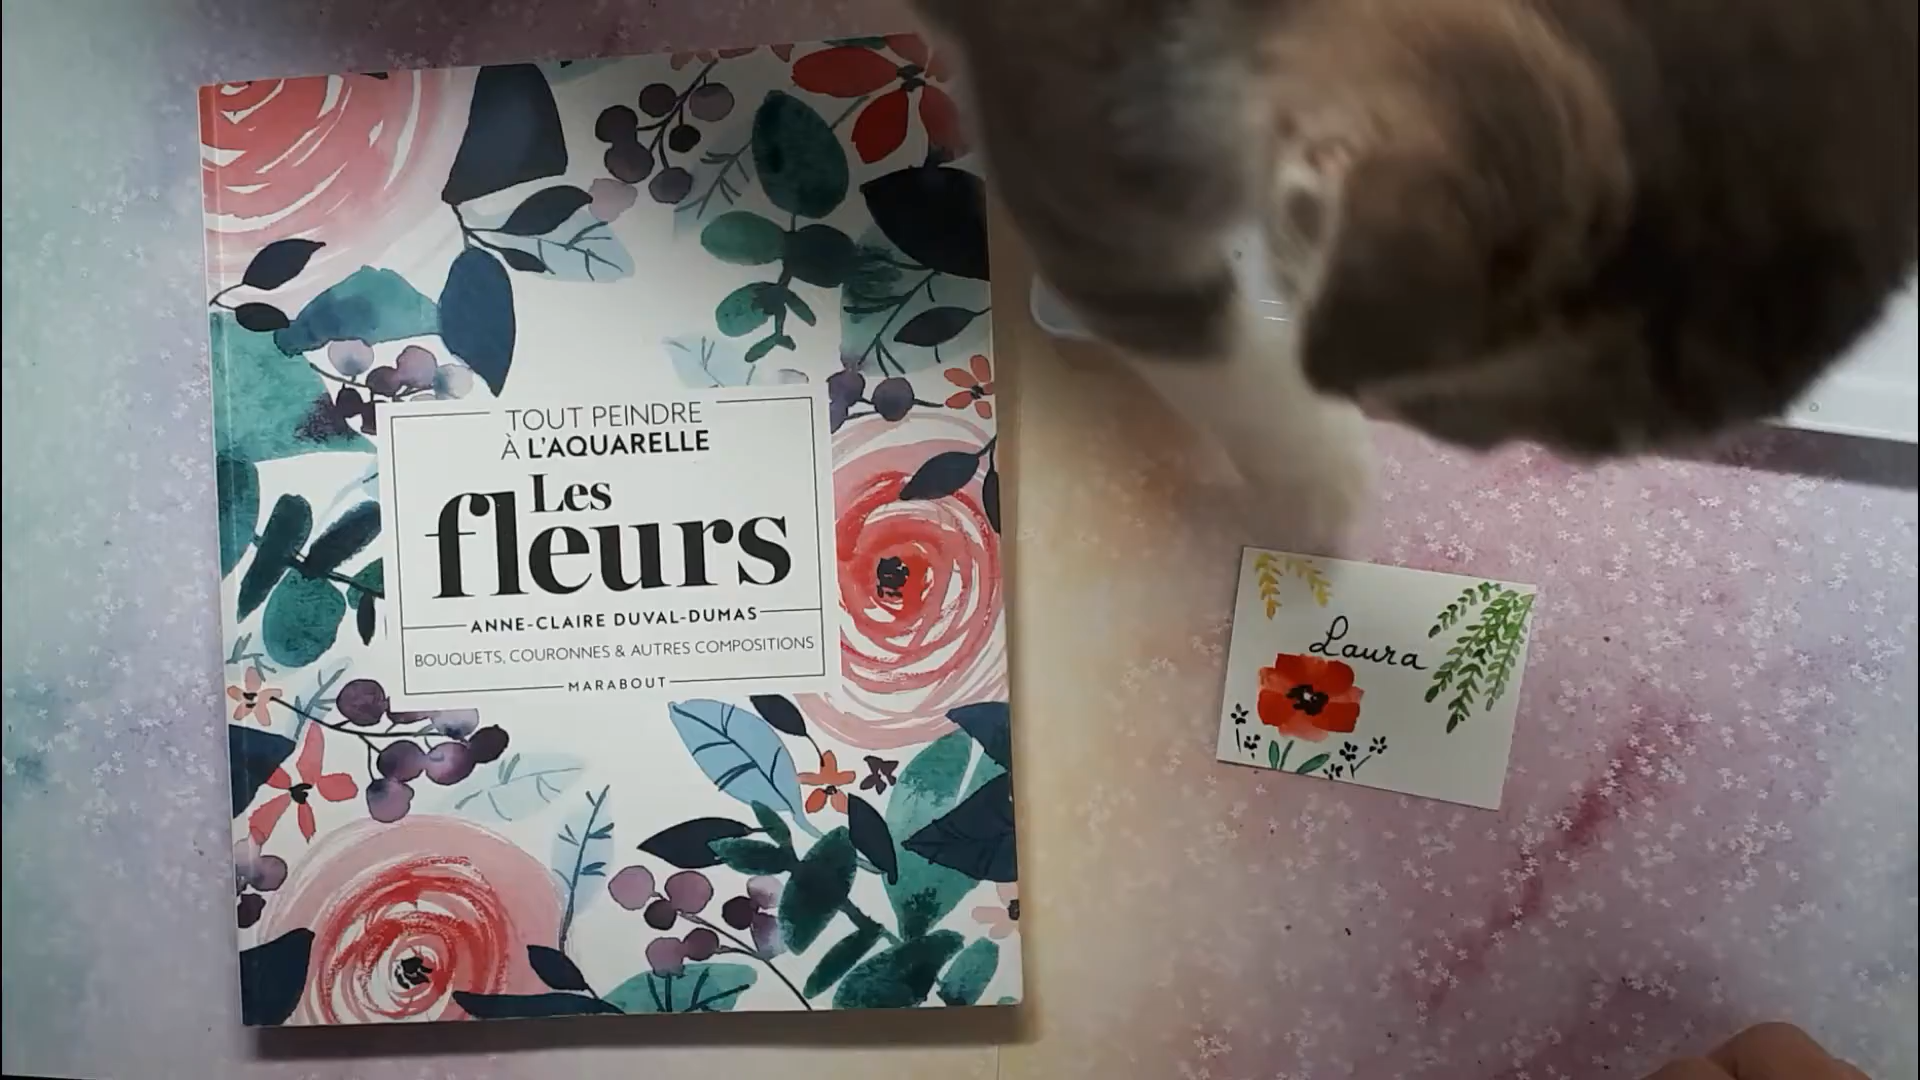 TOUT PEINDRE
À L'AQUARELLE
Les
fleurs
ANNE-CLAIRE DUVAL-DUMAS
BOUQUETS, COURONNES & AUTRES COMPOSITIONS
MARABOUT
Laura